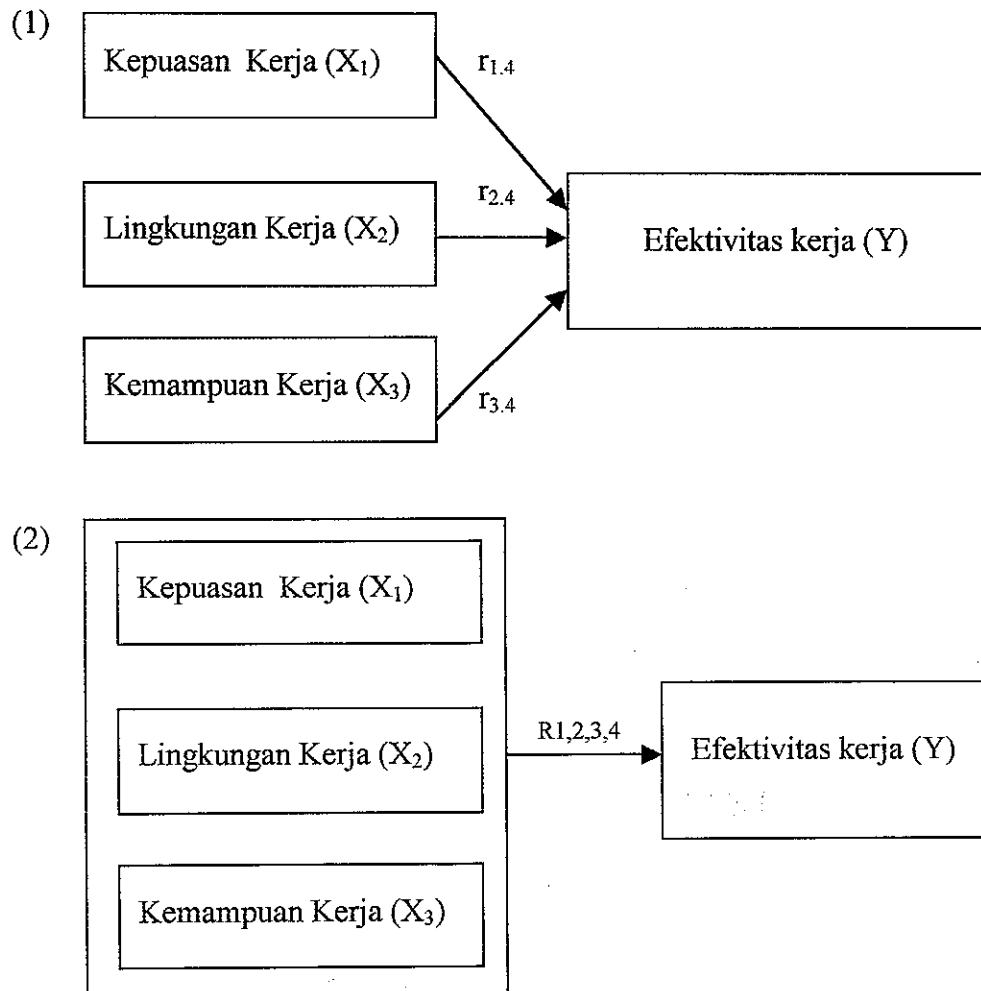 (1)
Kepuasan Kerja (X₁)
r₁.₄
Lingkungan Kerja (X₂)
r₂.₄
Efektivitas kerja (Y)
Kemampuan Kerja (X₃)
r₃.₄
(2)
Kepuasan Kerja (X₁)
Lingkungan Kerja (X₂)
R1,2,3,4
Efektivitas kerja (Y)
Kemampuan Kerja (X₃)